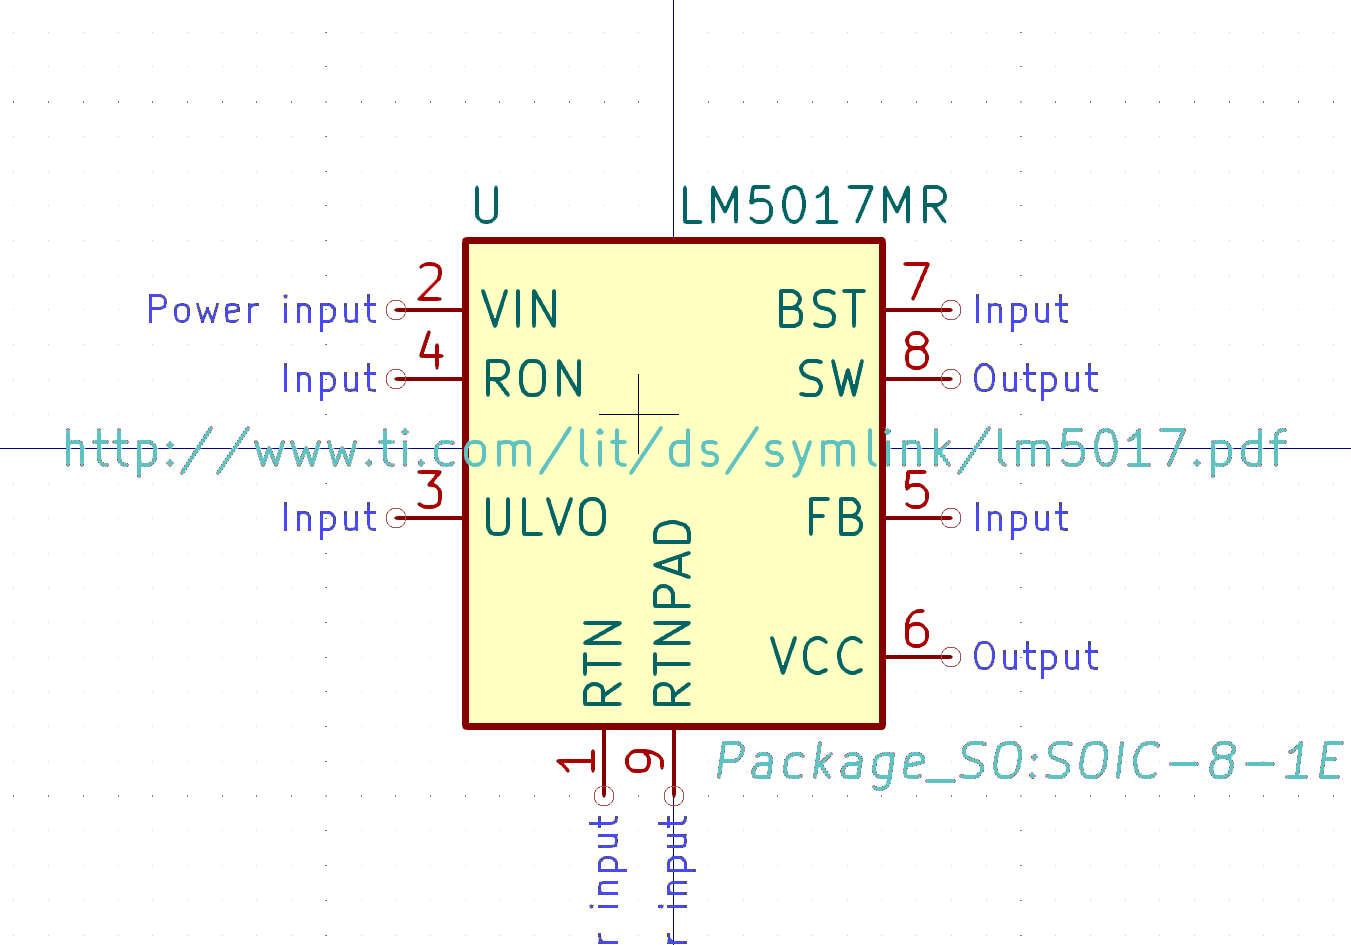 U LM5017MR
2 7
Power input VIN BST Input
4 8
Input RON SW Output
http://www.ti.com/lit/ds/symlink/lm5017.pdf
3 5
Input ULVO FB Input
RTN RTNPAD
6
VCC Output
1 9
Package_SO:SOIC-8-1E
r input r input